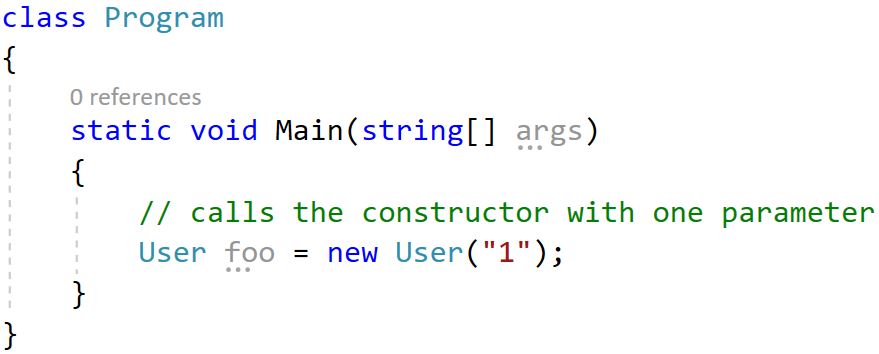 class Program
{
0 references
static void Main(string[] args)
{
// calls the constructor with one parameter
User foo = new User("1");
}
}